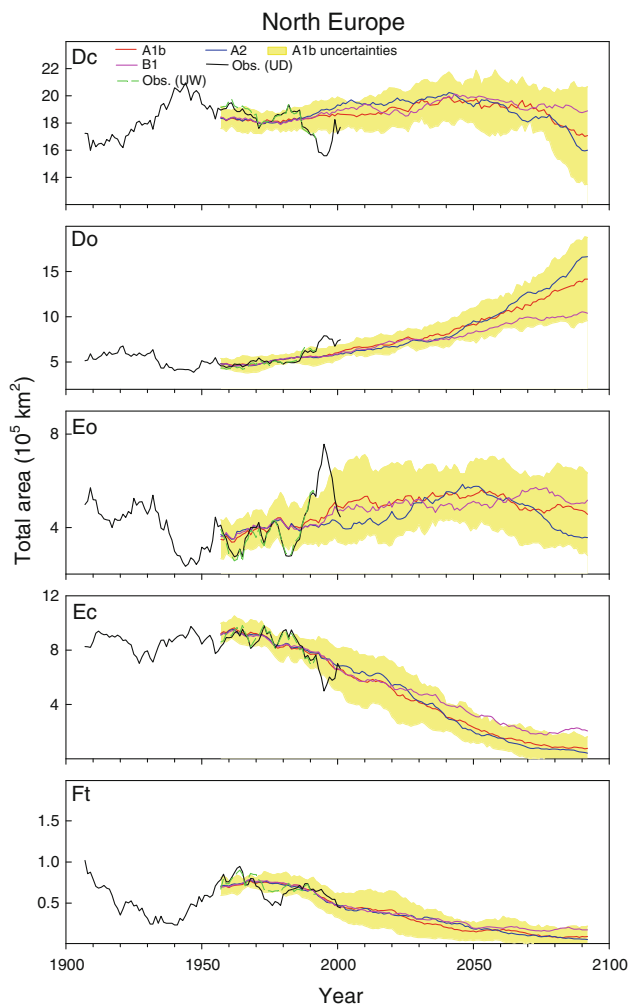 North Europe
Dc
A1b
A2
A1b uncertainties
B1
Obs. (UD)
Obs. (UW)
22
20
18
16
14
Do
15
10
5
Eo
8
4
Ec
12
8
4
Ft
1.5
1.0
0.5
Total area (10⁵ km²)
1900
1950
2000
2050
2100
Year